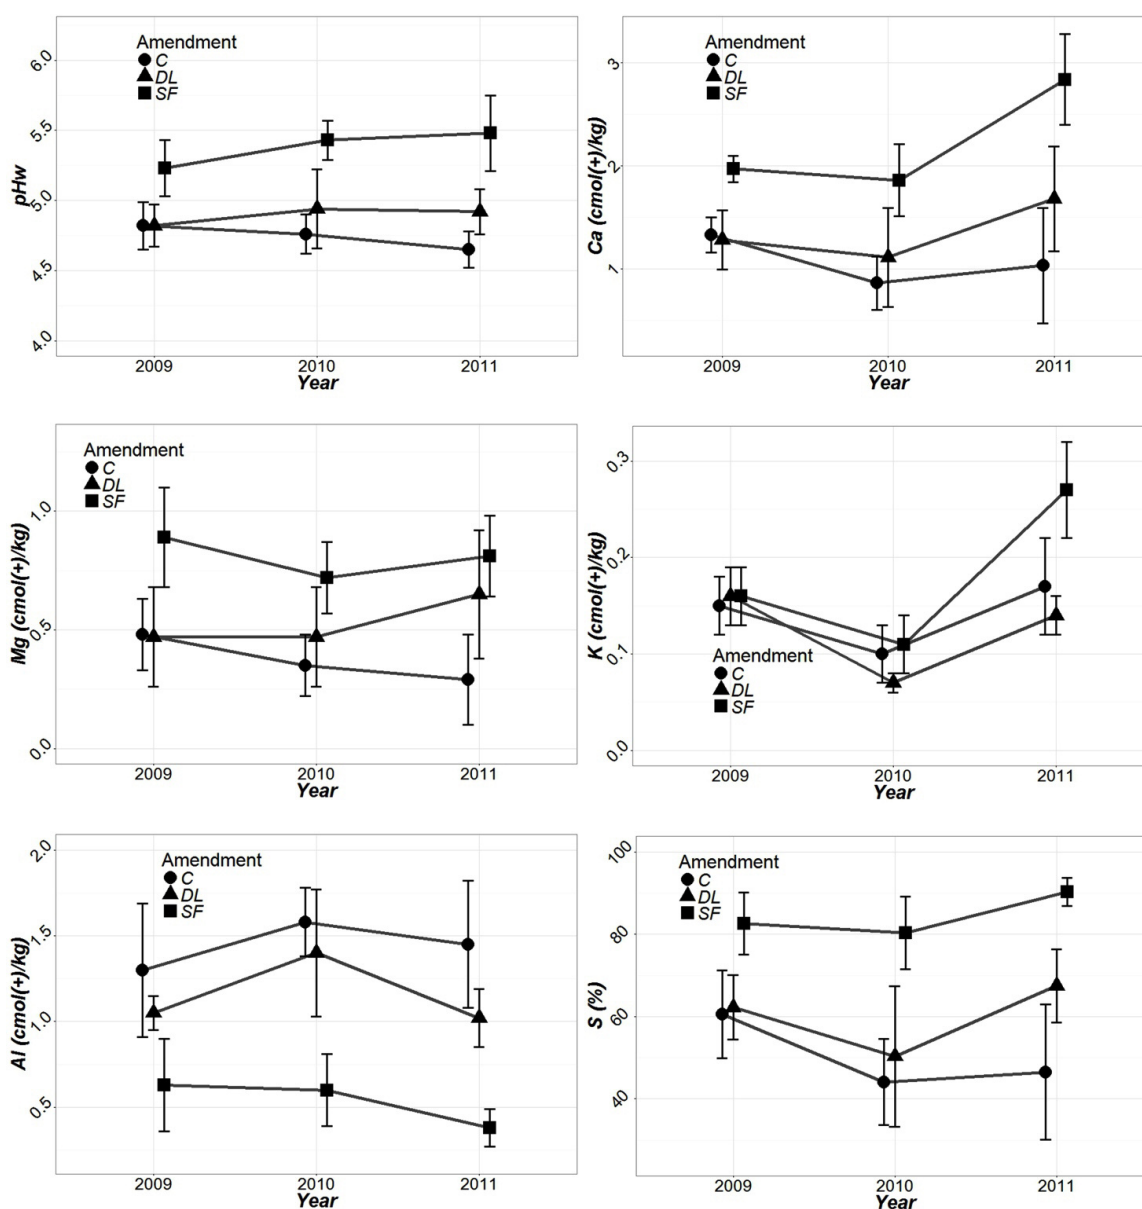 Amendment
C
DL
SF
6.0
5.5
5.0
4.5
4.0
pHw
2009 2010 2011
Year
Amendment
C
DL
SF
3
2
1
Ca (cmol(+)/kg)
2009 2010 2011
Year
Amendment
C
DL
SF
1.0
0.5
0.0
Mg (cmol(+)/kg)
2009 2010 2011
Year
0.3
0.2
0.1
0.0
K (cmol(+)/kg)
Amendment
C
DL
SF
2009 2010 2011
Year
Amendment
C
DL
SF
2.0
1.5
1.0
0.5
Al (cmol(+)/kg)
2009 2010 2011
Year
Amendment
C
DL
SF
100
80
60
40
S (%)
2009 2010 2011
Year